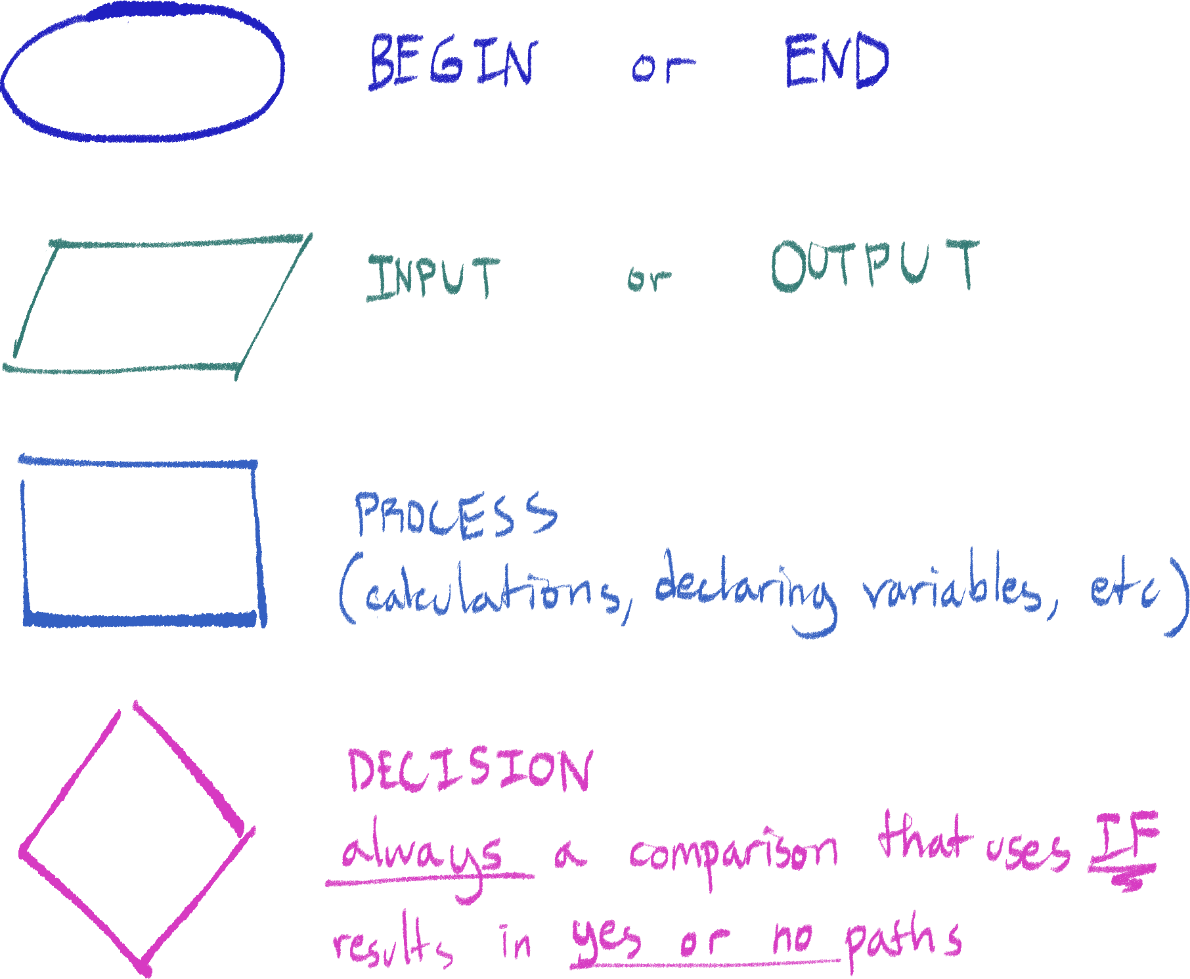 BEGIN or END
INPUT or OUTPUT
PROCESS
(calculations, declaring variables, etc)
DECISION
always a comparison that uses IF
results in yes or no paths